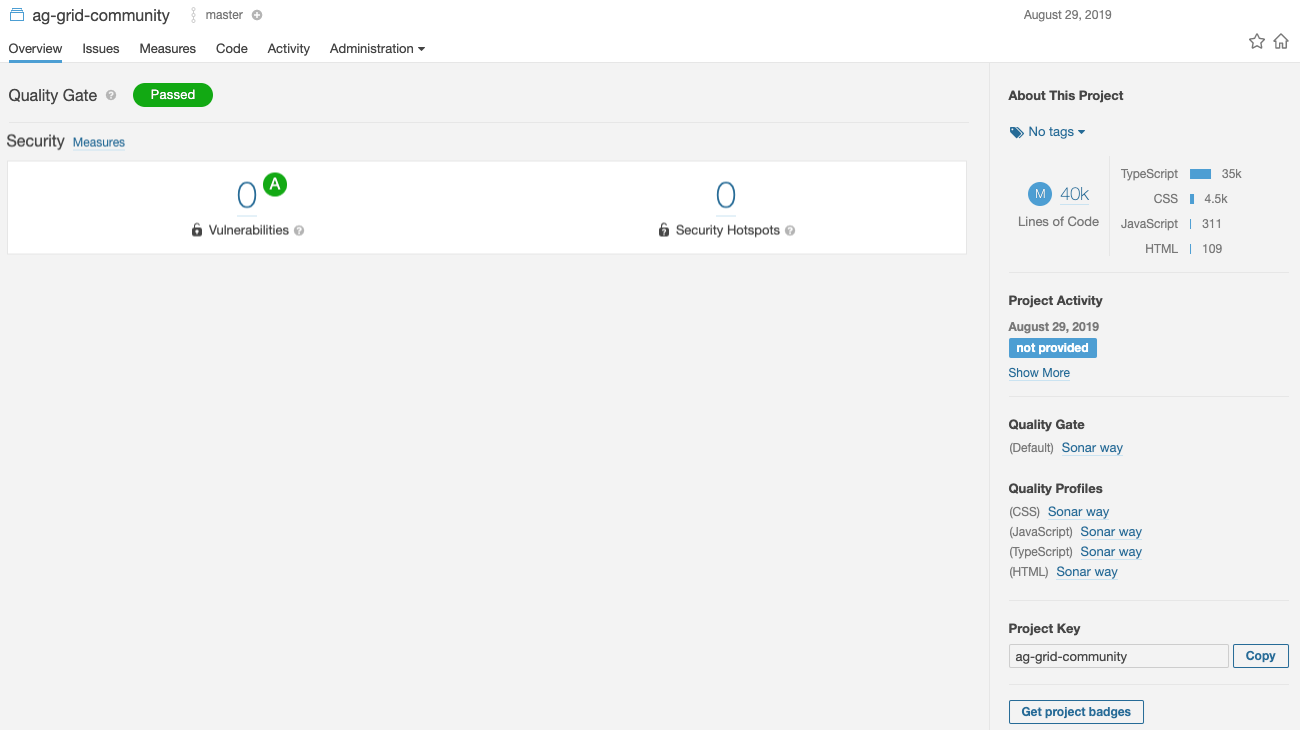 ag-grid-community master August 29, 2019
Overview Issues Measures Code Activity Administration
Quality Gate ? Passed
Security Measures
0 A
Vulnerabilities ?
0
Security Hotspots ?
About This Project
No tags
M 40k
Lines of Code
TypeScript 35k
CSS 4.5k
JavaScript 311
HTML 109
Project Activity
August 29, 2019
not provided
Show More
Quality Gate
(Default) Sonar way
Quality Profiles
(CSS) Sonar way
(JavaScript) Sonar way
(TypeScript) Sonar way
(HTML) Sonar way
Project Key
ag-grid-community Copy
Get project badges